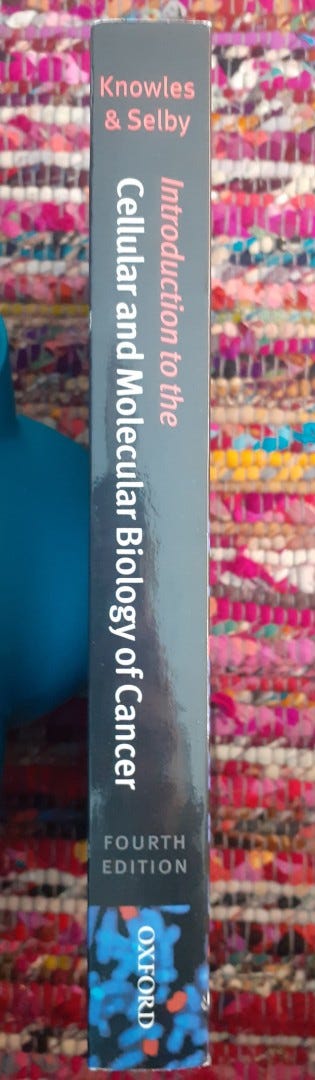 Knowles
& Selby
Introduction to the
Cellular and Molecular Biology of Cancer
FOURTH
EDITION
OXFORD